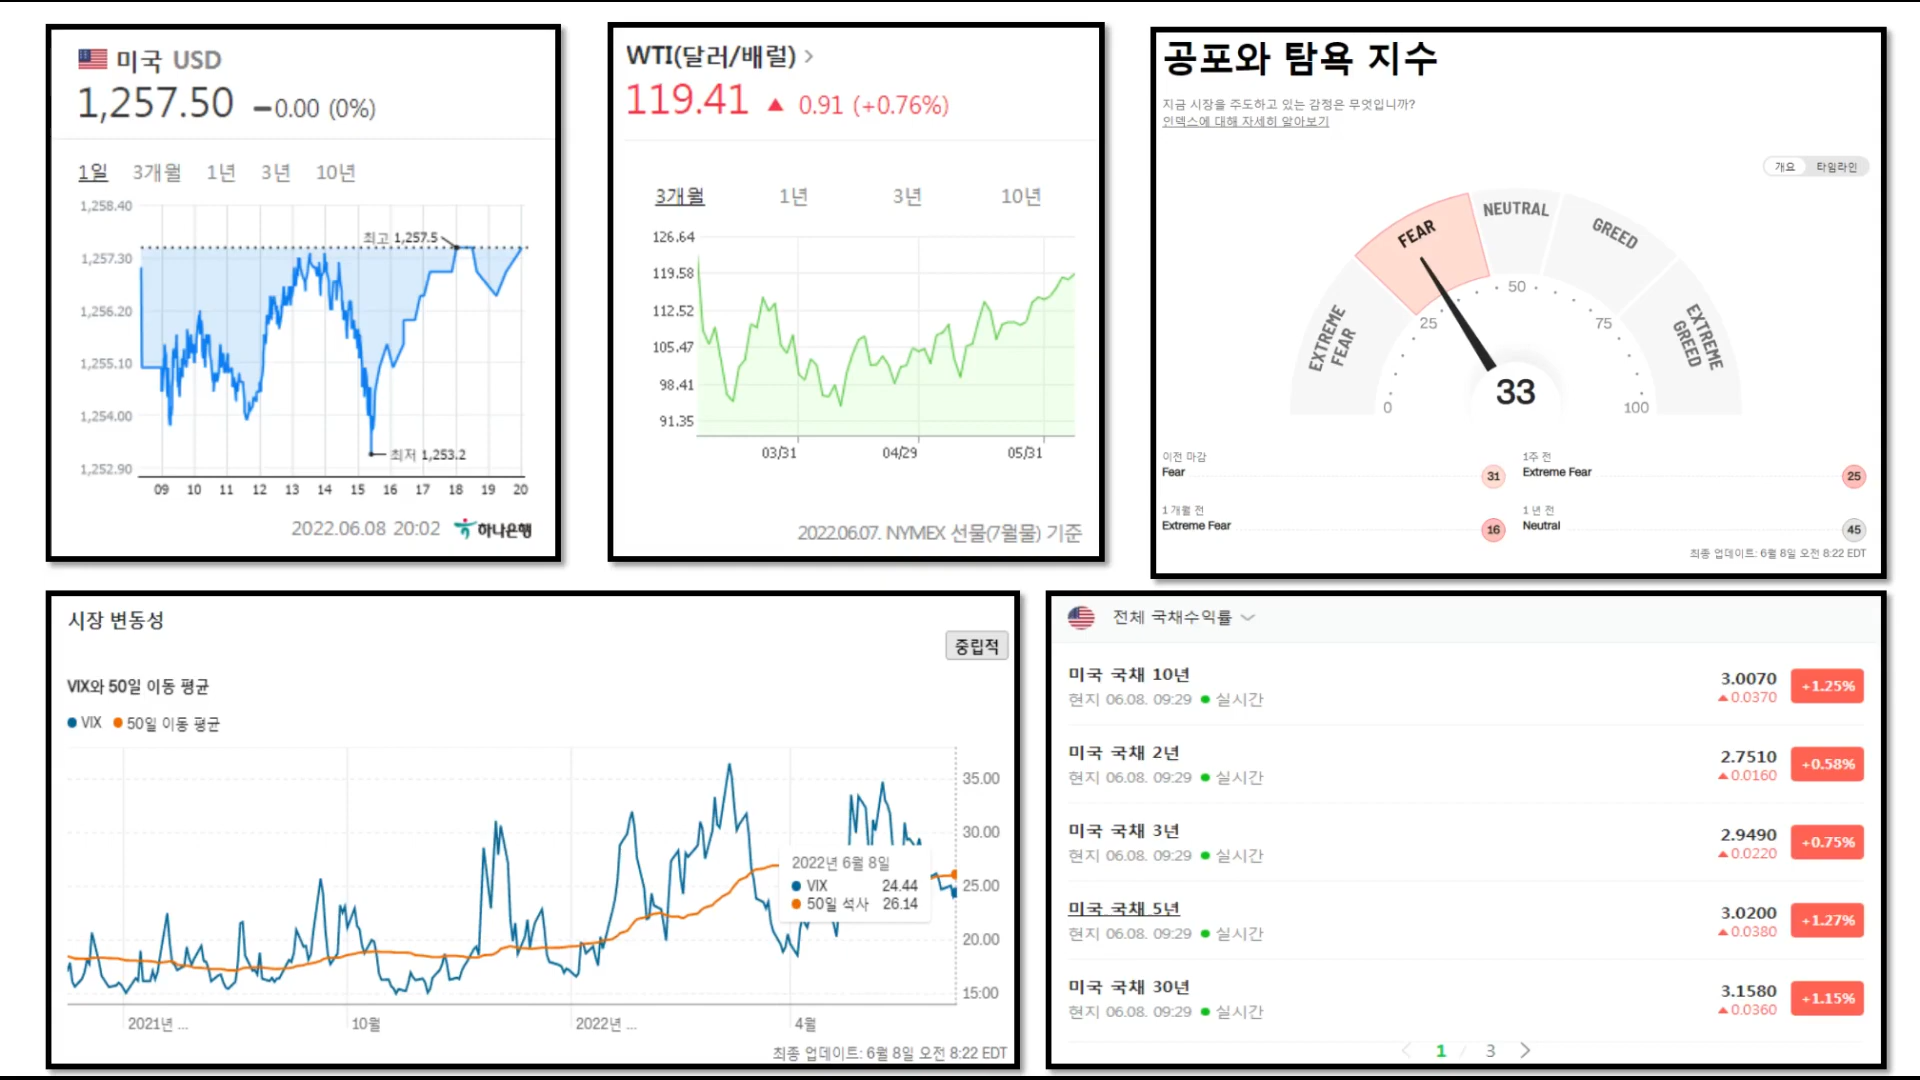 미국 USD
1,257.50 -0.00 (0%)
1일 3개월 1년 3년 10년
1,258.40
1,257.30
1,256.20
1,255.10
1,254.00
1,252.90
최고 1,257.5
최저 1,253.2
09 10 11 12 13 14 15 16 17 18 19 20
2022.06.08 20:02 하나은행
WTI(달러/배럴) >
119.41 ▲ 0.91 (+0.76%)
3개월 1년 3년 10년
126.64
119.58
112.52
105.47
98.41
91.35
03/31 04/29 05/31
2022.06.07. NYMEX 선물(7월물) 기준
공포와 탐욕 지수
지금 시장을 주도하고 있는 감정은 무엇입니까?
인덱스에 대해 자세히 알아보기
개요 타임라인
EXTREME FEAR
FEAR
NEUTRAL
GREED
EXTREME GREED
0 25 50 75 100
33
이전 마감
Fear 31
1주 전
Extreme Fear 25
1 개월 전
Extreme Fear 16
1 년 전
Neutral 45
최종 업데이트: 6월 8일 오전 8:22 EDT
시장 변동성
중립적
VIX와 50일 이동 평균
VIX 50일 이동 평균
35.00
30.00
25.00
20.00
15:00
2022년 6월 8일
VIX 24.44
50일 석사 26.14
2021년 ... 10월 2022년 ... 4월
최종 업데이트: 6월 8일 오전 8:22 EDT
전체 국채수익률
미국 국채 10년
현지 06.08. 09:29 실시간
3.0070
▲0.0370
+1.25%
미국 국채 2년
현지 06.08. 09:29 실시간
2.7510
▲0.0160
+0.58%
미국 국채 3년
현지 06.08. 09:29 실시간
2.9490
▲0.0220
+0.75%
미국 국채 5년
현지 06.08. 09:29 실시간
3.0200
▲0.0380
+1.27%
미국 국채 30년
현지 06.08. 09:29 실시간
3.1580
▲0.0360
+1.15%
< 1 / 3 >